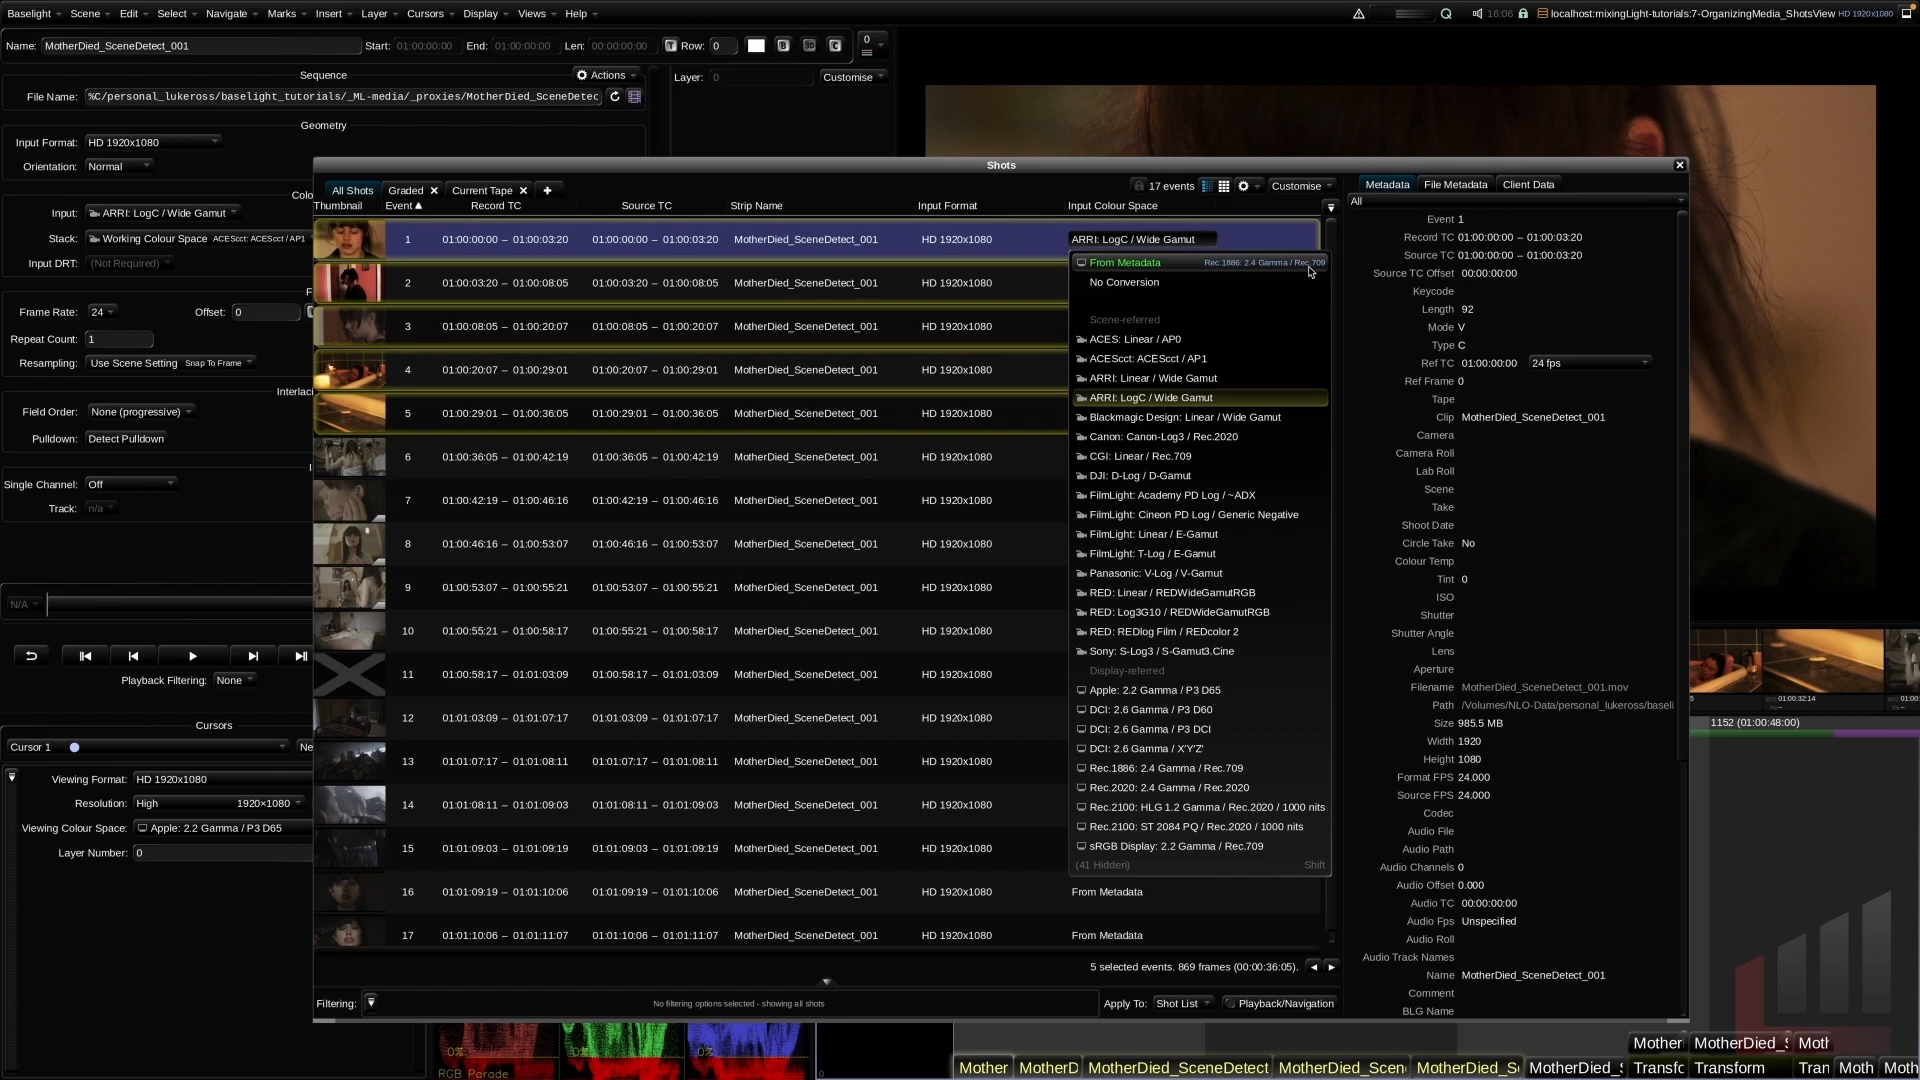 Baselight Scene Edit Select Navigate Marks Insert Layer Cursors Display Views Help
16:06 localhost:mixingLight-tutorials:7-OrganizingMedia_ShotsView HD 1920x1080
Name: MotherDied_SceneDetect_001 Start: 01:00:00:00 End: 01:00:00:00 Len: 00:00:00:00 T Row: 0 B 3D C 0
Sequence
Actions
Layer: 0 Customise
File Name: %C/personal_lukeross/baselight_tutorials/_ML-media/_proxies/MotherDied_SceneDetec
Geometry
Input Format: HD 1920x1080
Orientation: Normal
Colo
Input: ARRI: LogC / Wide Gamut
Stack: Working Colour Space ACEScct: ACEScct / AP1
Input DRT: (Not Required)
F
Frame Rate: 24 Offset: 0
Repeat Count: 1
Resampling: Use Scene Setting Snap To Frame
Interlaci
Field Order: None (progressive)
Pulldown: Detect Pulldown
I
Single Channel: Off
Track: n/a
N/A
Playback Filtering: None
Cursors
Cursor 1 Ne
Viewing Format: HD 1920x1080
Resolution: High 1920×1080
Viewing Colour Space: Apple: 2.2 Gamma / P3 D65
Layer Number: 0
Shots
All Shots Graded Current Tape + 17 events Customise
Thumbnail Event Record TC Source TC Strip Name Input Format Input Colour Space
1 01:00:00:00 – 01:00:03:20 01:00:00:00 – 01:00:03:20 MotherDied_SceneDetect_001 HD 1920x1080 ARRI: LogC / Wide Gamut
2 01:00:03:20 – 01:00:08:05 01:00:03:20 – 01:00:08:05 MotherDied_SceneDetect_001 HD 1920x1080
3 01:00:08:05 – 01:00:20:07 01:00:08:05 – 01:00:20:07 MotherDied_SceneDetect_001 HD 1920x1080
4 01:00:20:07 – 01:00:29:01 01:00:20:07 – 01:00:29:01 MotherDied_SceneDetect_001 HD 1920x1080
5 01:00:29:01 – 01:00:36:05 01:00:29:01 – 01:00:36:05 MotherDied_SceneDetect_001 HD 1920x1080
6 01:00:36:05 – 01:00:42:19 01:00:36:05 – 01:00:42:19 MotherDied_SceneDetect_001 HD 1920x1080
7 01:00:42:19 – 01:00:46:16 01:00:42:19 – 01:00:46:16 MotherDied_SceneDetect_001 HD 1920x1080
8 01:00:46:16 – 01:00:53:07 01:00:46:16 – 01:00:53:07 MotherDied_SceneDetect_001 HD 1920x1080
9 01:00:53:07 – 01:00:55:21 01:00:53:07 – 01:00:55:21 MotherDied_SceneDetect_001 HD 1920x1080
10 01:00:55:21 – 01:00:58:17 01:00:55:21 – 01:00:58:17 MotherDied_SceneDetect_001 HD 1920x1080
11 01:00:58:17 – 01:01:03:09 01:00:58:17 – 01:01:03:09 MotherDied_SceneDetect_001 HD 1920x1080
12 01:01:03:09 – 01:01:07:17 01:01:03:09 – 01:01:07:17 MotherDied_SceneDetect_001 HD 1920x1080
13 01:01:07:17 – 01:01:08:11 01:01:07:17 – 01:01:08:11 MotherDied_SceneDetect_001 HD 1920x1080
14 01:01:08:11 – 01:01:09:03 01:01:08:11 – 01:01:09:03 MotherDied_SceneDetect_001 HD 1920x1080
15 01:01:09:03 – 01:01:09:19 01:01:09:03 – 01:01:09:19 MotherDied_SceneDetect_001 HD 1920x1080
16 01:01:09:19 – 01:01:10:06 01:01:09:19 – 01:01:10:06 MotherDied_SceneDetect_001 HD 1920x1080 From Metadata
17 01:01:10:06 – 01:01:11:07 01:01:10:06 – 01:01:11:07 MotherDied_SceneDetect_001 HD 1920x1080 From Metadata
From Metadata Rec.1886: 2.4 Gamma / Rec.709
No Conversion
Scene-referred
ACES: Linear / AP0
ACEScct: ACEScct / AP1
ARRI: Linear / Wide Gamut
ARRI: LogC / Wide Gamut
Blackmagic Design: Linear / Wide Gamut
Canon: Canon-Log3 / Rec.2020
CGI: Linear / Rec.709
DJI: D-Log / D-Gamut
FilmLight: Academy PD Log / ~ADX
FilmLight: Cineon PD Log / Generic Negative
FilmLight: Linear / E-Gamut
FilmLight: T-Log / E-Gamut
Panasonic: V-Log / V-Gamut
RED: Linear / REDWideGamutRGB
RED: Log3G10 / REDWideGamutRGB
RED: REDlog Film / REDcolor 2
Sony: S-Log3 / S-Gamut3.Cine
Display-referred
Apple: 2.2 Gamma / P3 D65
DCI: 2.6 Gamma / P3 D60
DCI: 2.6 Gamma / P3 DCI
DCI: 2.6 Gamma / X'Y'Z'
Rec.1886: 2.4 Gamma / Rec.709
Rec.2020: 2.4 Gamma / Rec.2020
Rec.2100: HLG 1.2 Gamma / Rec.2020 / 1000 nits
Rec.2100: ST 2084 PQ / Rec.2020 / 1000 nits
sRGB Display: 2.2 Gamma / Rec.709
(41 Hidden) Shift
5 selected events. 869 frames (00:00:36:05).
Filtering: No filtering options selected - showing all shots Apply To: Shot List Playback/Navigation
Metadata File Metadata Client Data
All
Event 1
Record TC 01:00:00:00 – 01:00:03:20
Source TC 01:00:00:00 – 01:00:03:20
Source TC Offset 00:00:00:00
Keycode
Length 92
Mode V
Type C
Ref TC 01:00:00:00 24 fps
Ref Frame 0
Tape
Clip MotherDied_SceneDetect_001
Camera
Camera Roll
Lab Roll
Scene
Take
Shoot Date
Circle Take No
Colour Temp
Tint 0
ISO
Shutter
Shutter Angle
Lens
Aperture
Filename MotherDied_SceneDetect_001.mov
Path /Volumes/NLO-Data/personal_lukeross/baseli
Size 985.5 MB
Width 1920
Height 1080
Format FPS 24.000
Source FPS 24.000
Codec
Audio File
Audio Path
Audio Channels 0
Audio Offset 0.000
Audio TC 00:00:00:00
Audio Fps Unspecified
Audio Roll
Audio Track Names
Name MotherDied_SceneDetect_001
Comment
BLG Name
01:00:32:14 01:00:
1152 (01:00:48:00)
0% 0% 0%
RGB Parade
0
Mother MotherDied_S Moth
Mother MotherD MotherDied_SceneDetect MotherDied_Scen MotherDied_S MotherDied_S Transfo Transform Tran Moth Moth